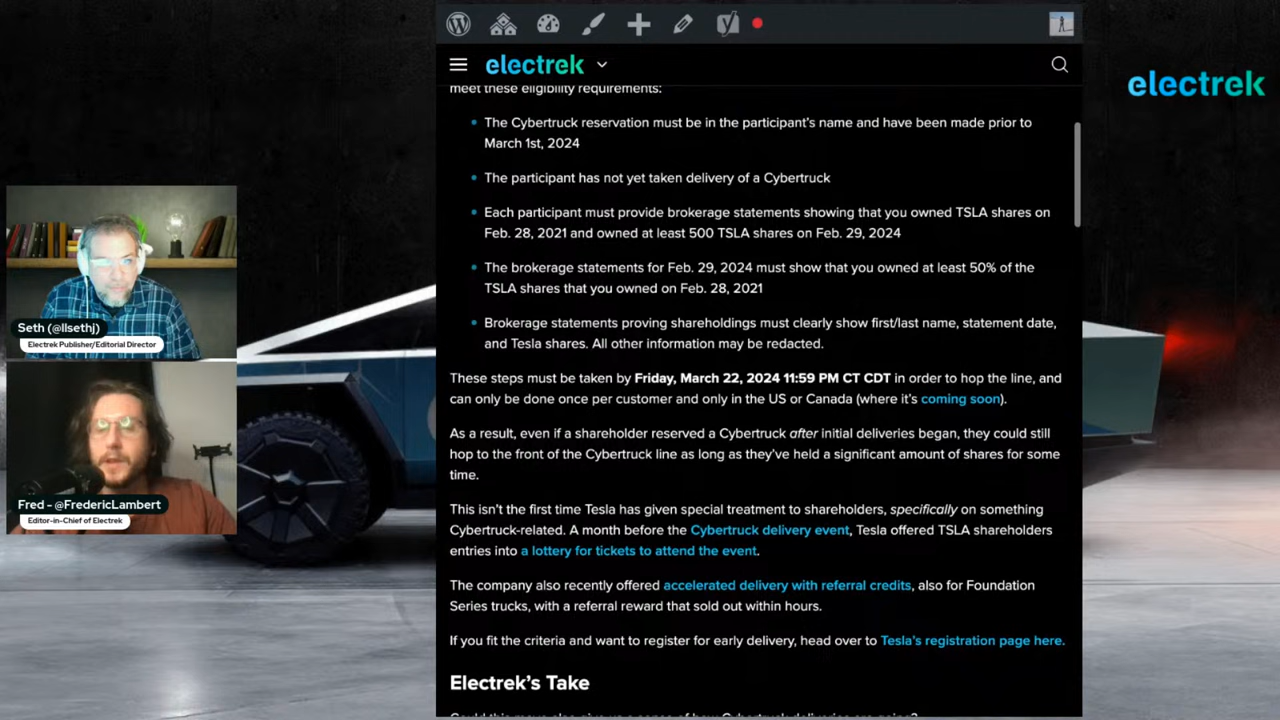 electrek
electrek
meet these eligibility requirements:
The Cybertruck reservation must be in the participant's name and have been made prior to
March 1st, 2024
The participant has not yet taken delivery of a Cybertruck
Each participant must provide brokerage statements showing that you owned TSLA shares on
Feb. 28, 2021 and owned at least 500 TSLA shares on Feb. 29, 2024
The brokerage statements for Feb. 29, 2024 must show that you owned at least 50% of the
TSLA shares that you owned on Feb. 28, 2021
Brokerage statements proving shareholdings must clearly show first/last name, statement date,
and Tesla shares. All other information may be redacted.
These steps must be taken by Friday, March 22, 2024 11:59 PM CT CDT in order to hop the line, and
can only be done once per customer and only in the US or Canada (where it's coming soon).
As a result, even if a shareholder reserved a Cybertruck after initial deliveries began, they could still
hop to the front of the Cybertruck line as long as they've held a significant amount of shares for some
time.
This isn't the first time Tesla has given special treatment to shareholders, specifically on something
Cybertruck-related. A month before the Cybertruck delivery event, Tesla offered TSLA shareholders
entries into a lottery for tickets to attend the event.
The company also recently offered accelerated delivery with referral credits, also for Foundation
Series trucks, with a referral reward that sold out within hours.
If you fit the criteria and want to register for early delivery, head over to Tesla's registration page here.
Electrek's Take
Could this move also give us a sense of how Cybertruck deliveries are going?
Seth (@llsethj)
Electrek Publisher/Editorial Director
Fred - @FredericLambert
Editor-in-Chief of Electrek